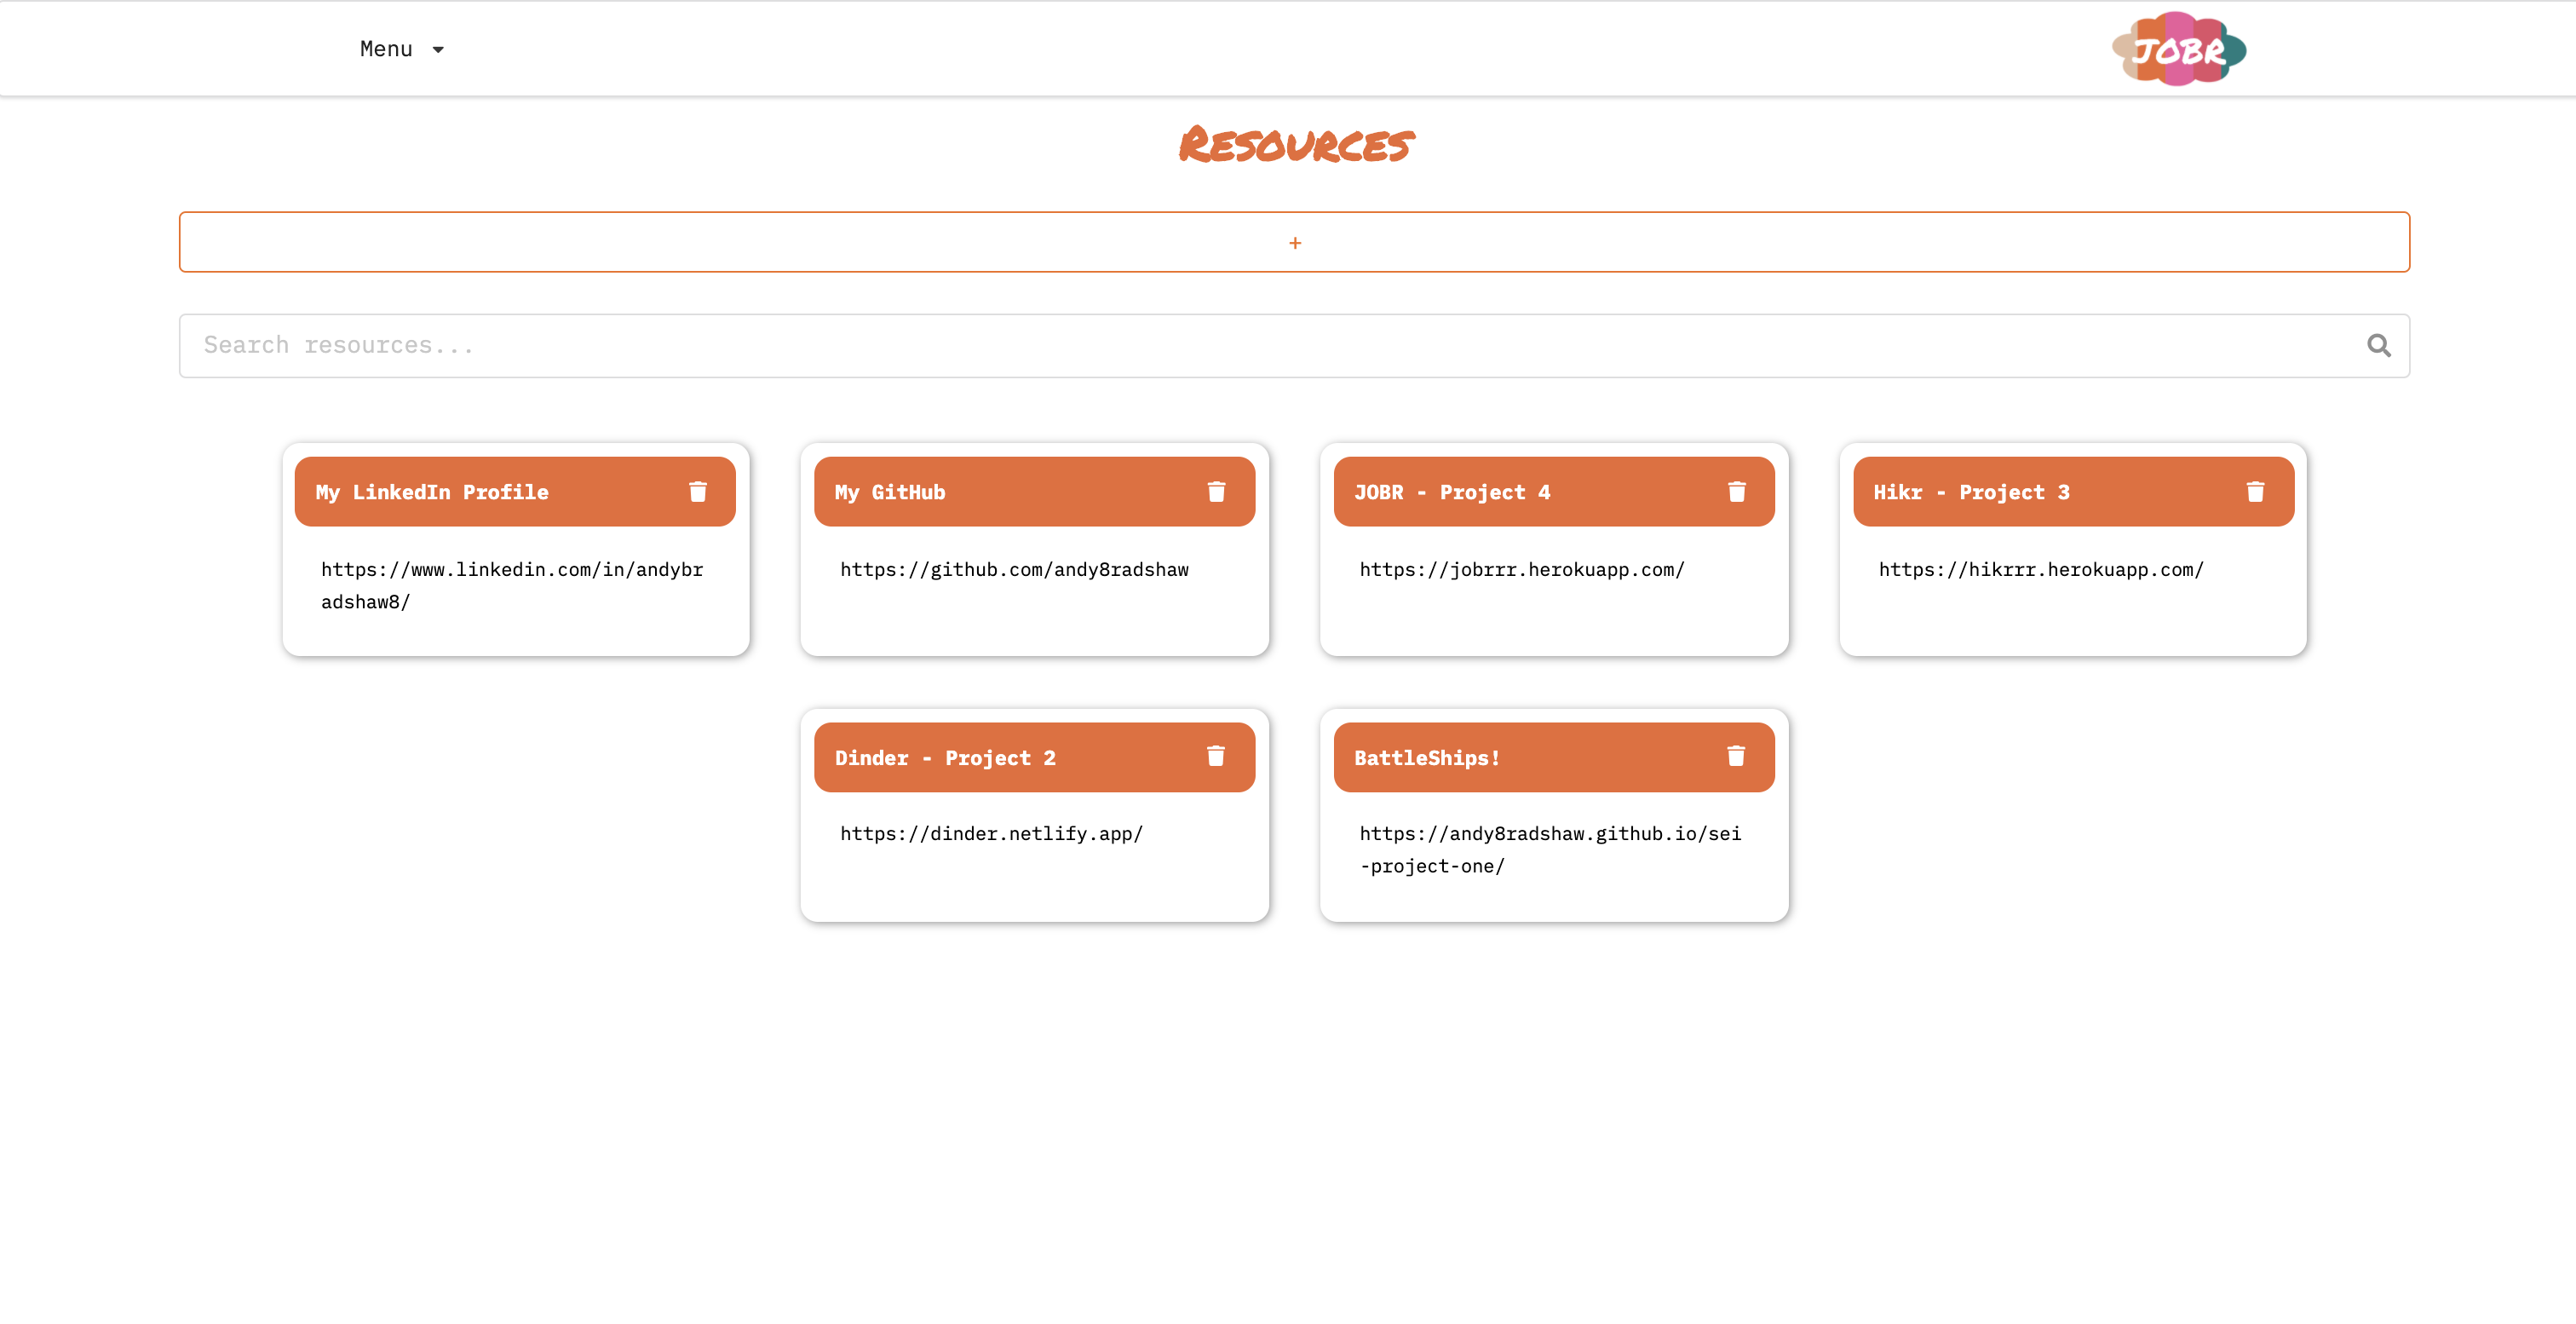 Menu
JOBR
Resources
+
Search resources...
My LinkedIn Profile
https://www.linkedin.com/in/andybr
adshaw8/
My GitHub
https://github.com/andy8radshaw
JOBR - Project 4
https://jobrrr.herokuapp.com/
Hikr - Project 3
https://hikrrr.herokuapp.com/
Dinder - Project 2
https://dinder.netlify.app/
BattleShips!
https://andy8radshaw.github.io/sei
-project-one/